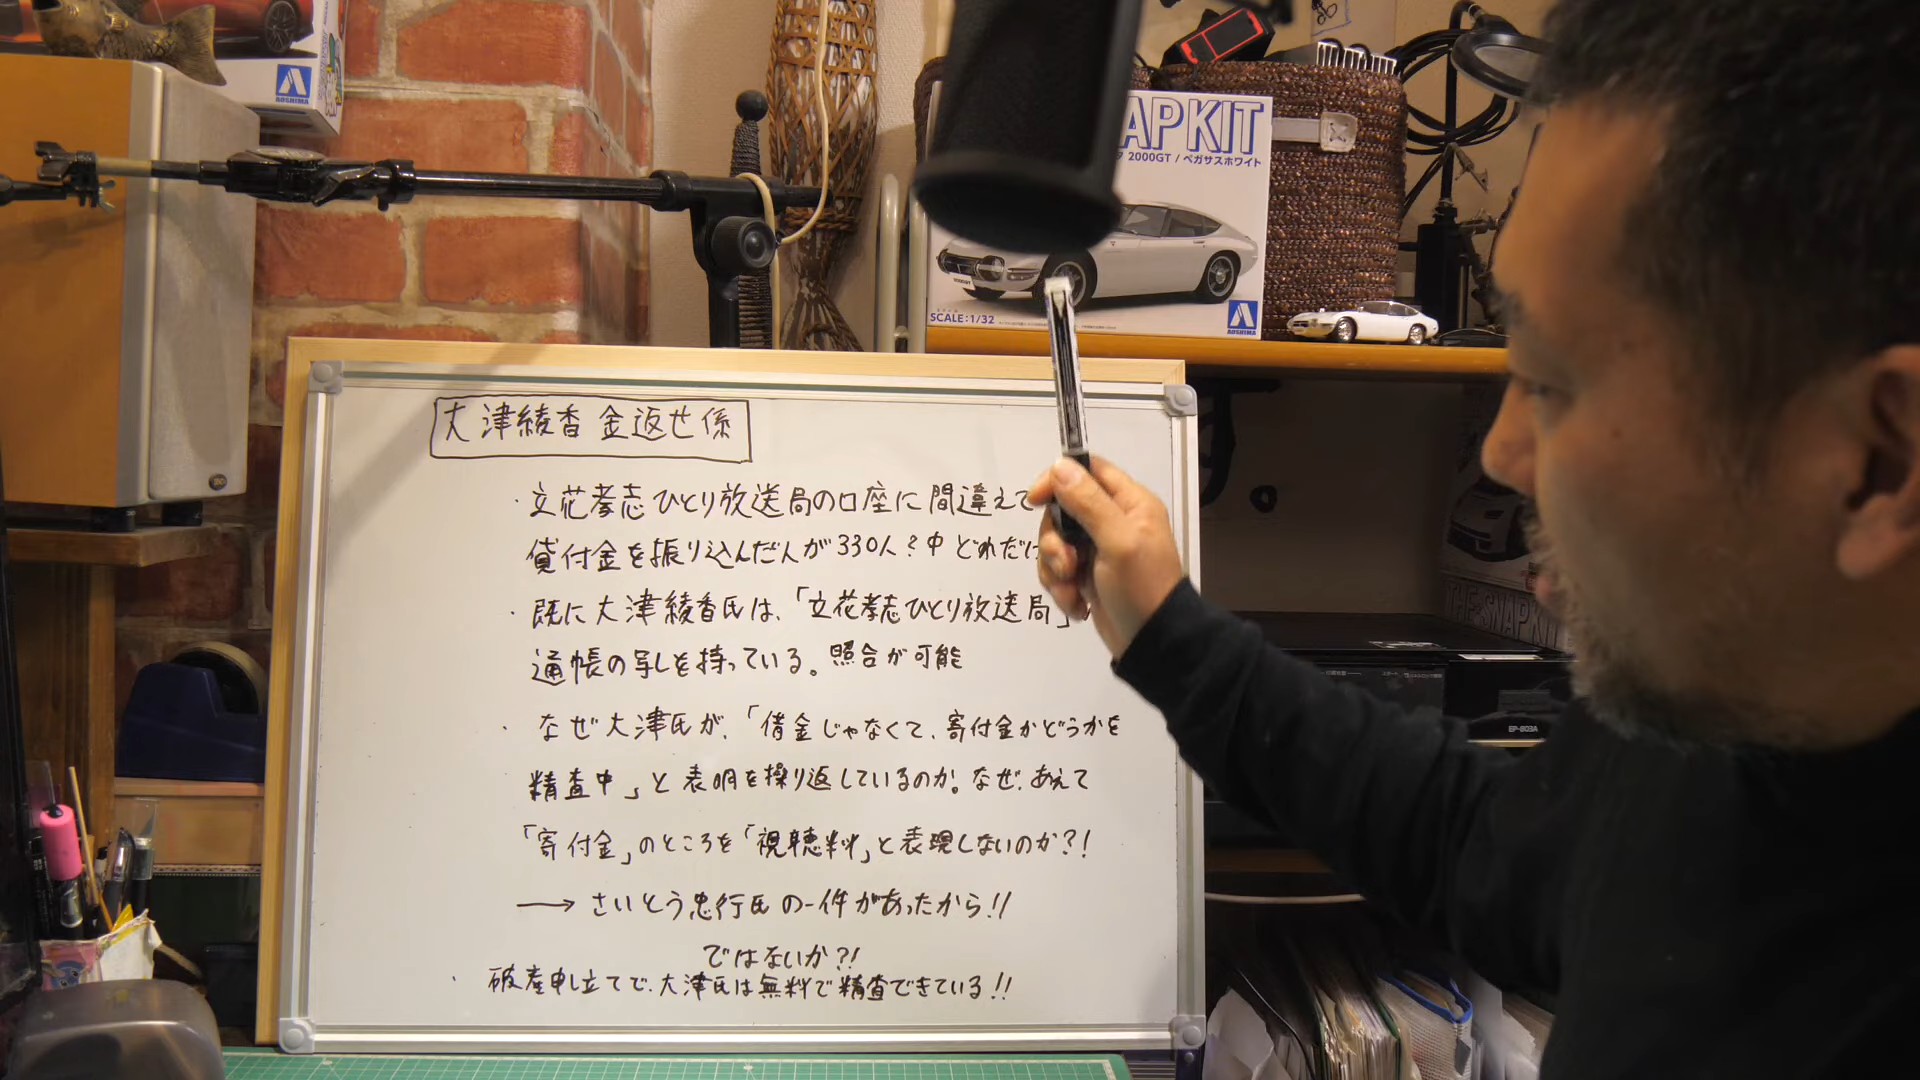 AOSHIMA
APKIT
2000GT / ペガサスホワイト
SCALE:1/32
AOSHIMA
大津綾香 金返せ係
・立花孝志ひとり放送局の口座に間違えて
貸付金を振り込んだ人が330人?中 どれだけ
・既に大津綾香氏は、「立花孝志ひとり放送局」
通帳の写しを持っている。照合が可能
・なぜ大津氏が、「借金じゃなくて、寄付金かどうかを
精査中」と表明を繰り返しているのか。なぜ、あえて
「寄付金」のところを「視聴料」と表現しないのか?!
→さいとう忠行氏の一件があったから!!
ではないか?!
・破産申し立てで、大津氏は無料で精査できている!!
THE☆SNAPKIT
EP-803A